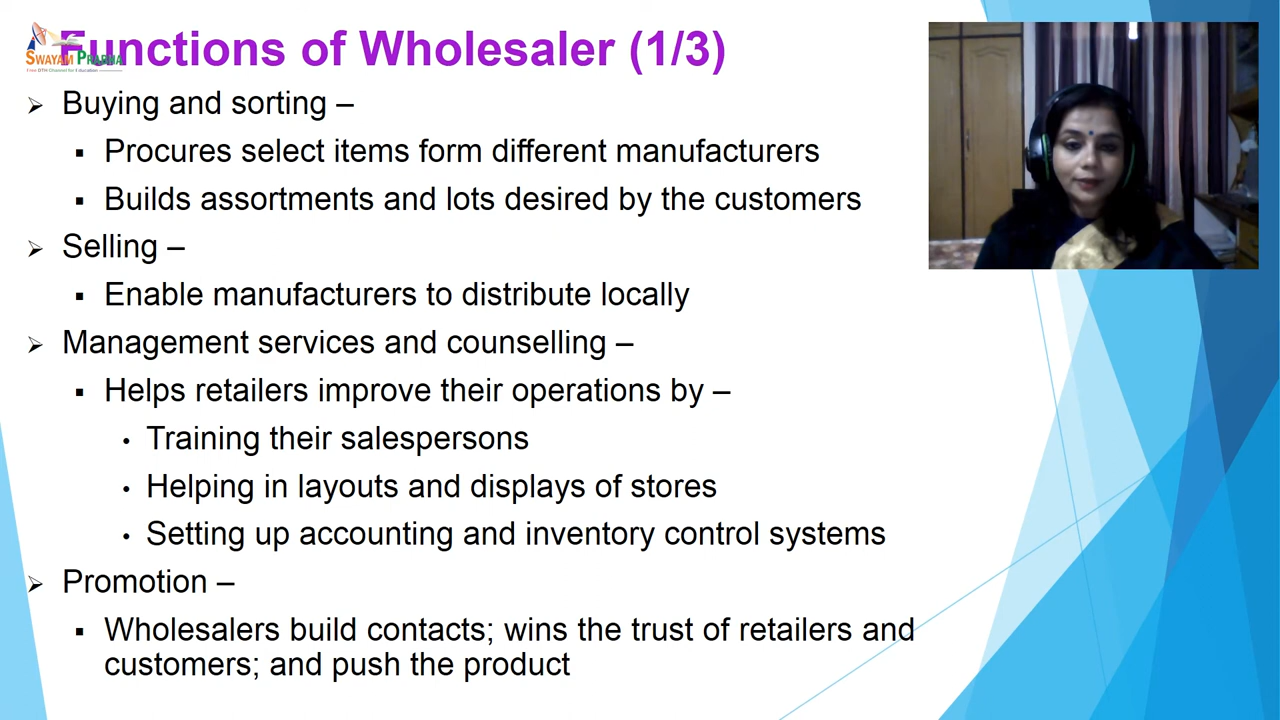 Functions of Wholesaler (1/3)
SWAYAM PRABHA
Buying and sorting –
Procures select items form different manufacturers
Builds assortments and lots desired by the customers
Selling –
Enable manufacturers to distribute locally
Management services and counselling –
Helps retailers improve their operations by –
Training their salespersons
Helping in layouts and displays of stores
Setting up accounting and inventory control systems
Promotion –
Wholesalers build contacts; wins the trust of retailers and
customers; and push the product